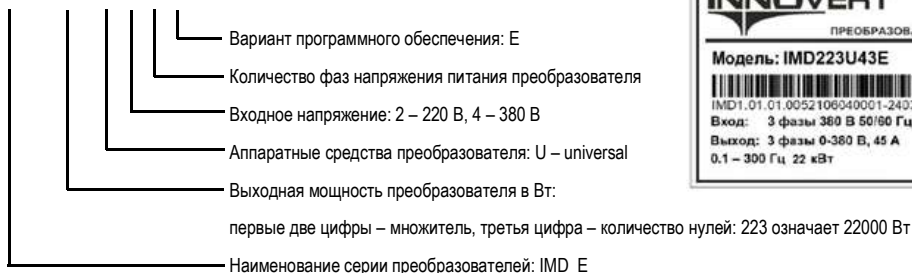 Вариант программного обеспечения: E
Количество фаз напряжения питания преобразователя
Входное напряжение: 2 – 220 В, 4 – 380 В
Аппаратные средства преобразователя: U – universal
Выходная мощность преобразователя в Вт:
первые две цифры – множитель, третья цифра – количество нулей: 223 означает 22000 Вт
Наименование серии преобразователей: IMD_E
INNOVERT
Модель: IMD223U43E
Вход: 3 фазы 380 В 50/60 Гц
Выход: 3 фазы 0-380 В, 45 А
0.1 – 300 Гц 22 кВт